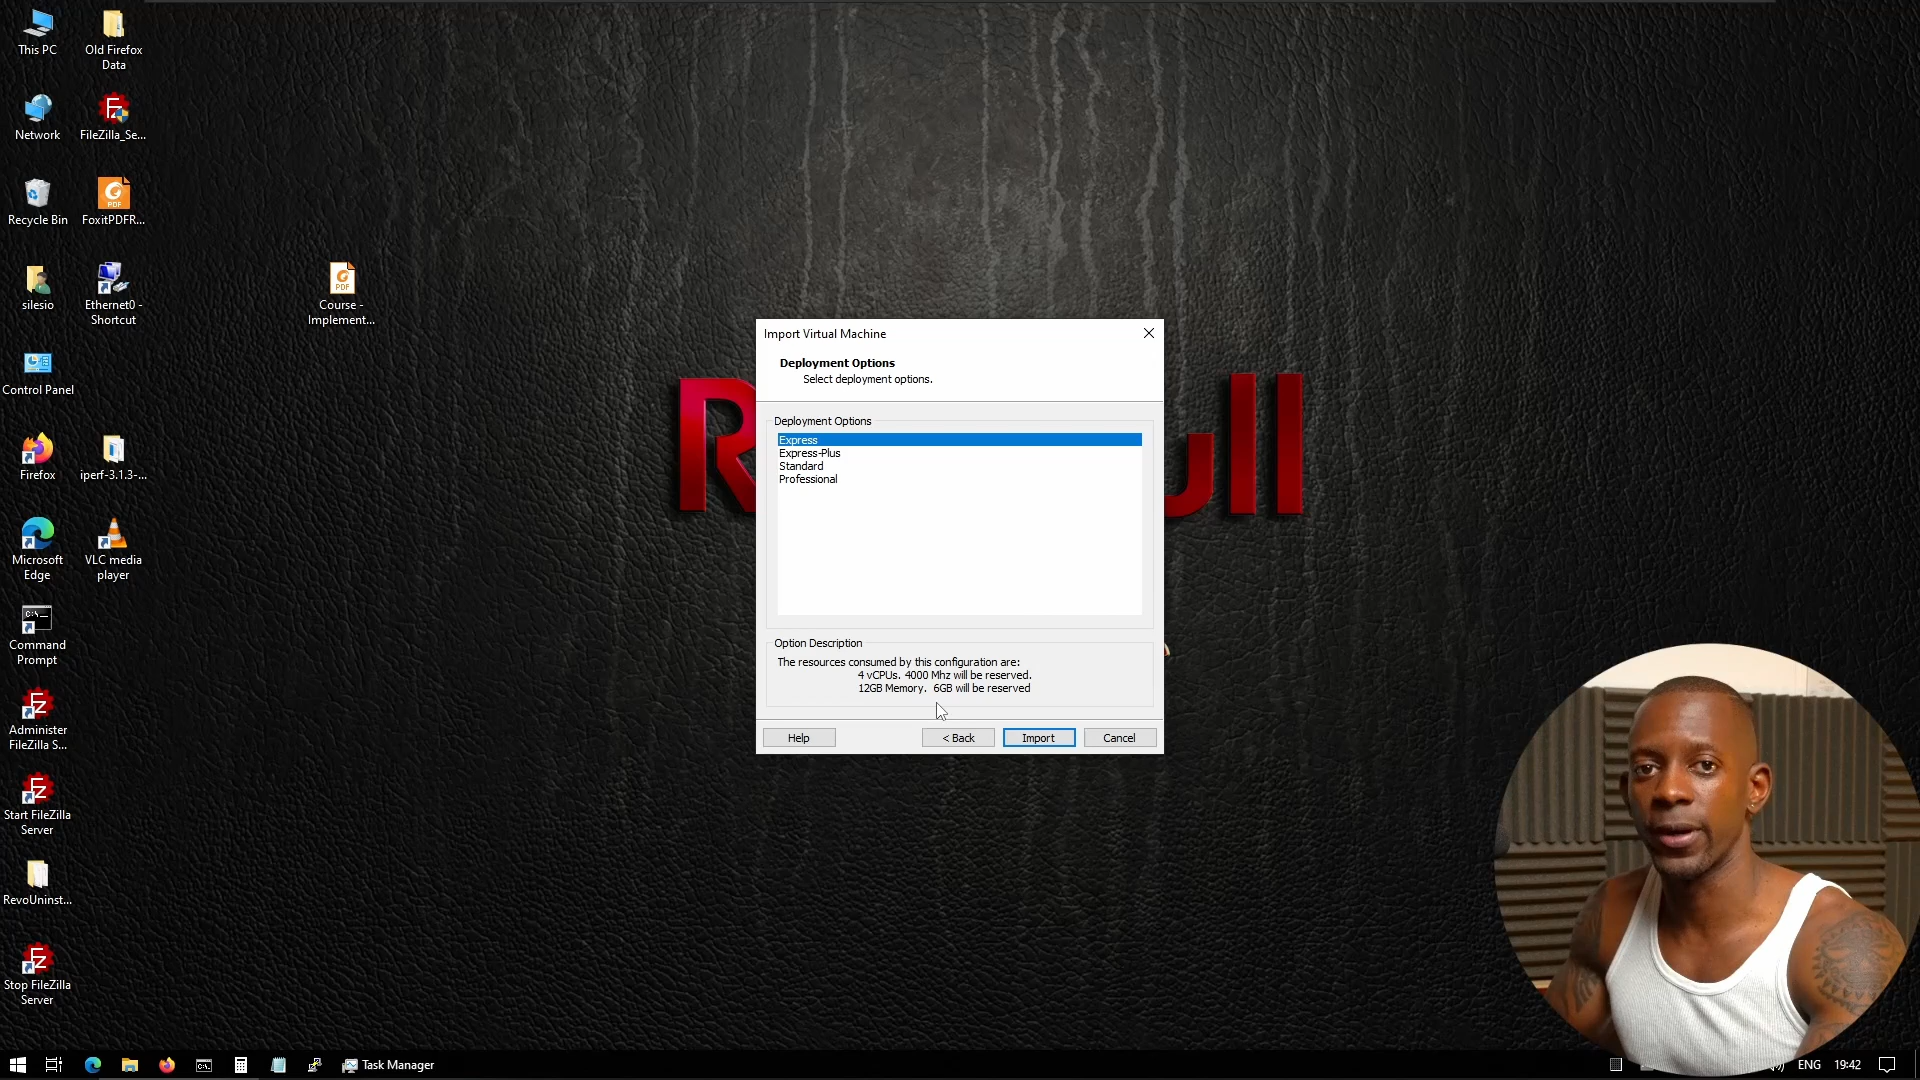 This PC
Old Firefox
Data
Network
FileZilla_Se...
Recycle Bin
FoxitPDFR...
silesio
Ethernet0 -
Shortcut
PDF
Course -
Implement...
Control Panel
Firefox
iperf-3.1.3-...
Microsoft
Edge
VLC media
player
Command
Prompt
Administer
FileZilla S...
Start FileZilla
Server
RevoUninst...
Stop FileZilla
Server
Import Virtual Machine
Deployment Options
Select deployment options.
Deployment Options
Express
Express-Plus
Standard
Professional
Option Description
The resources consumed by this configuration are:
4 vCPUs. 4000 Mhz will be reserved.
12GB Memory. 6GB will be reserved
Help
< Back
Import
Cancel
R
ull
Task Manager
ENG
19:42